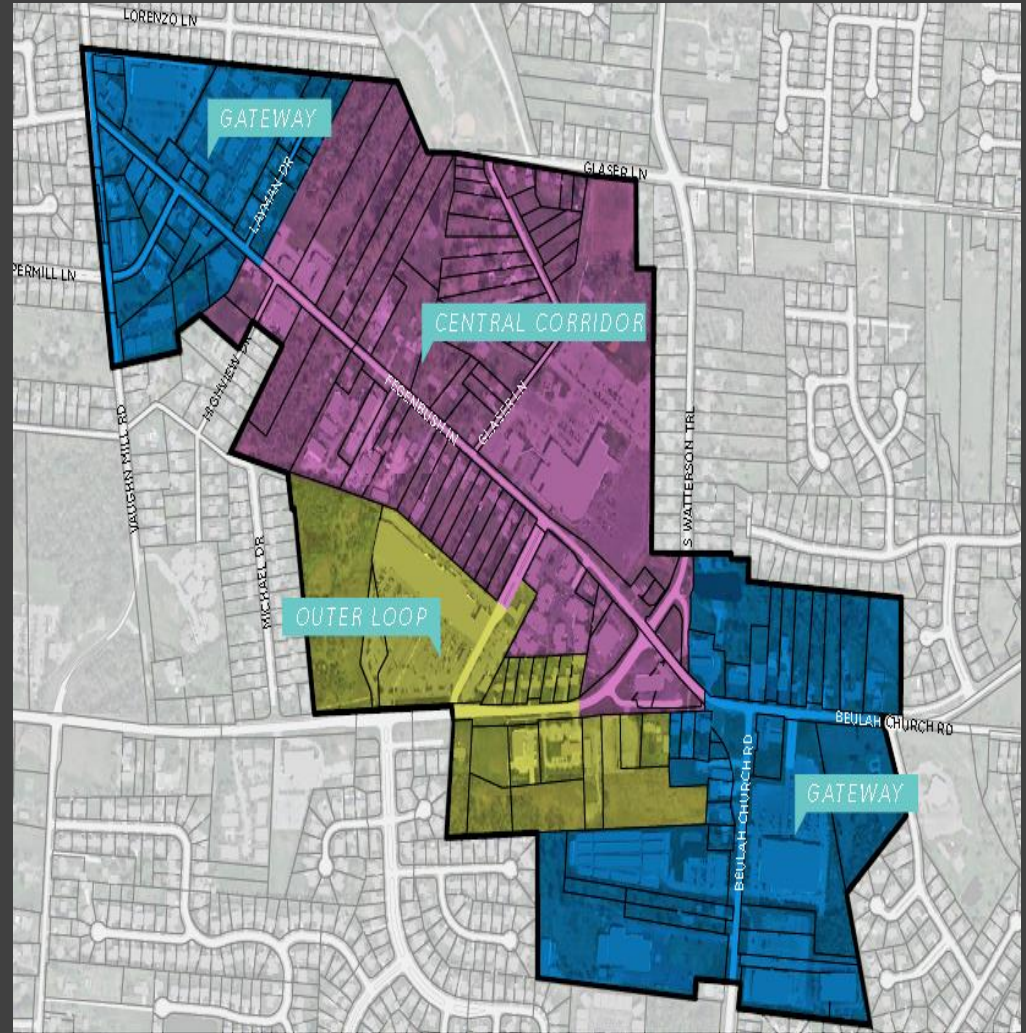 LORENZO LN
GATEWAY
LAYMAN DR
GLASER LN
PERMILL LN
CENTRAL CORRIDOR
HIGHVIEW DR
FEGENBUSH LN
GLASER LN
VAUGHN MILL RD
S WATTERSON TRL
MICHAEL DR
OUTER LOOP
BEULAH CHURCH RD
GATEWAY
BEULAH CHURCH RD